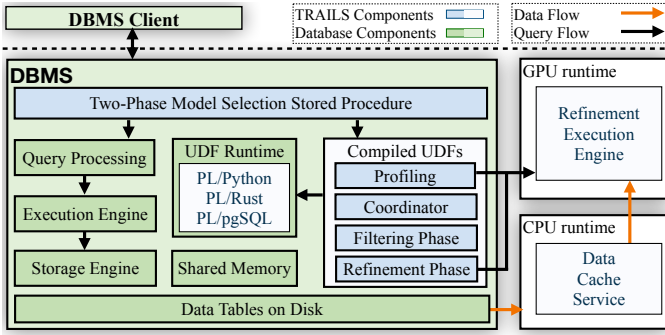 DBMS Client
TRAILS Components
Database Components
Data Flow
Query Flow
DBMS
Two-Phase Model Selection Stored Procedure
Query Processing
Execution Engine
Storage Engine
UDF Runtime
PL/Python
PL/Rust
PL/pgSQL
Shared Memory
Compiled UDFs
Profiling
Coordinator
Filtering Phase
Refinement Phase
Data Tables on Disk
GPU runtime
Refinement
Execution
Engine
CPU runtime
Data
Cache
Service